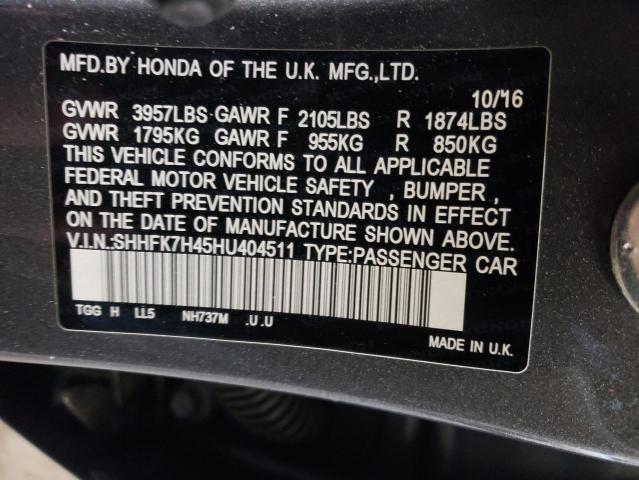 MFD.BY HONDA OF THE U.K. MFG.,LTD.
10/'16
GVWR 3957LBS GAWR F 2105LBS R 1874LBS
GVWR 1795KG GAWR F 955KG R 850KG
THIS VEHICLE CONFORMS TO ALL APPLICABLE
FEDERAL MOTOR VEHICLE SAFETY , BUMPER ,
AND THEFT PREVENTION STANDARDS IN EFFECT
ON THE DATE OF MANUFACTURE SHOWN ABOVE.
V.I.N.:SHHFK7H45HU404511 TYPE:PASSENGER CAR
TGG H LL5 NH737M .U .U
MADE IN U.K.